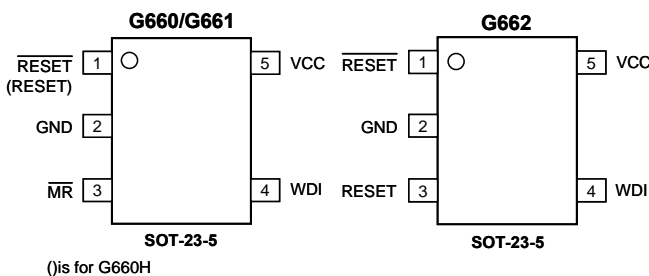 G660/G661
RESET
(RESET)
1
5
VCC
GND
2
MR
3
4
WDI
SOT-23-5
()is for G660H
G662
RESET
1
5
VCC
GND
2
RESET
3
4
WDI
SOT-23-5